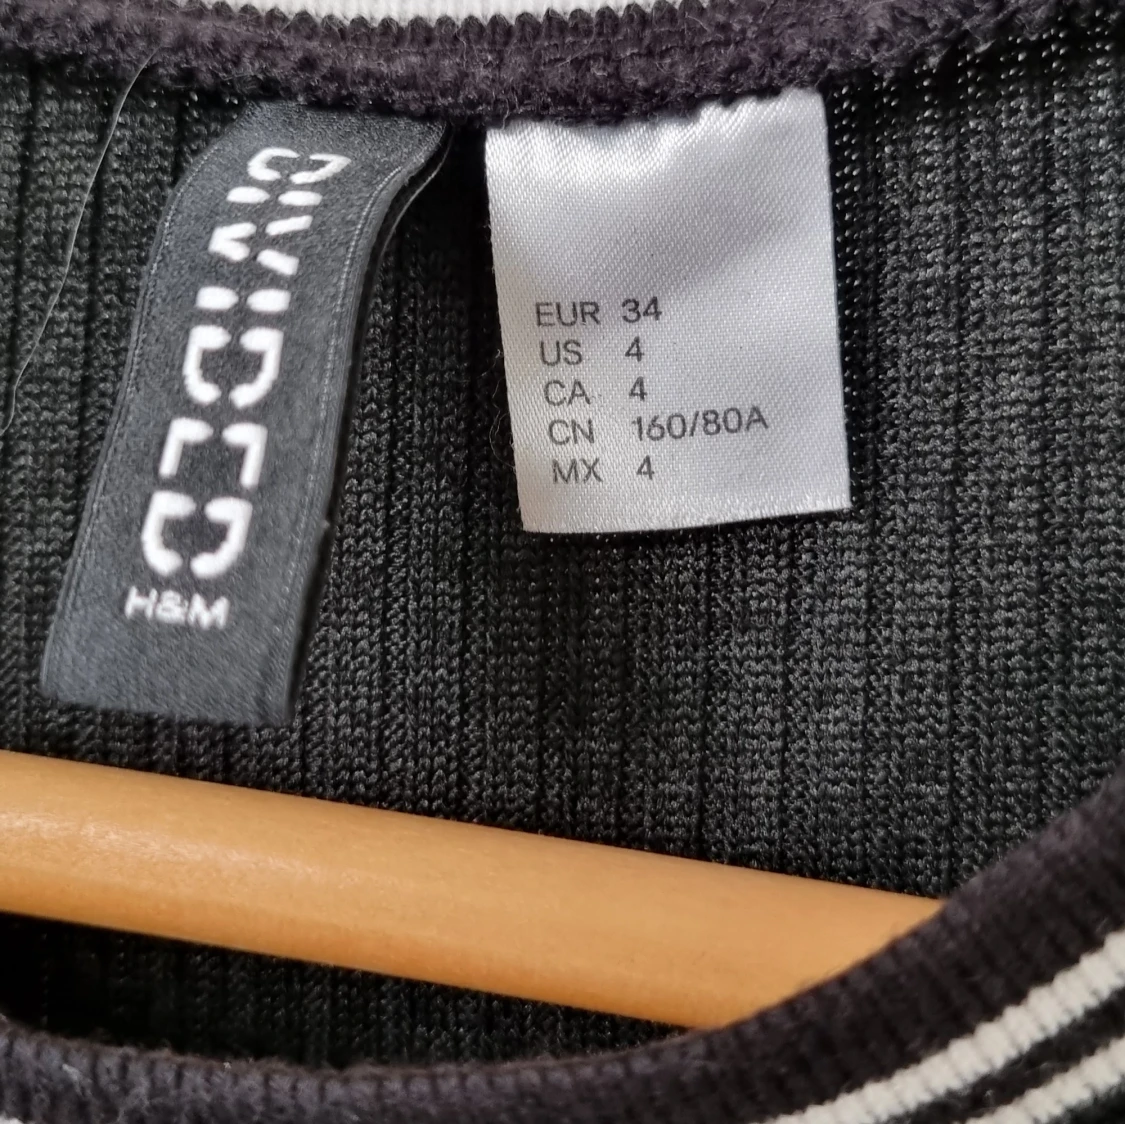 DIVIDED
H&M
EUR 34
US 4
CA 4
CN 160/80A
MX 4